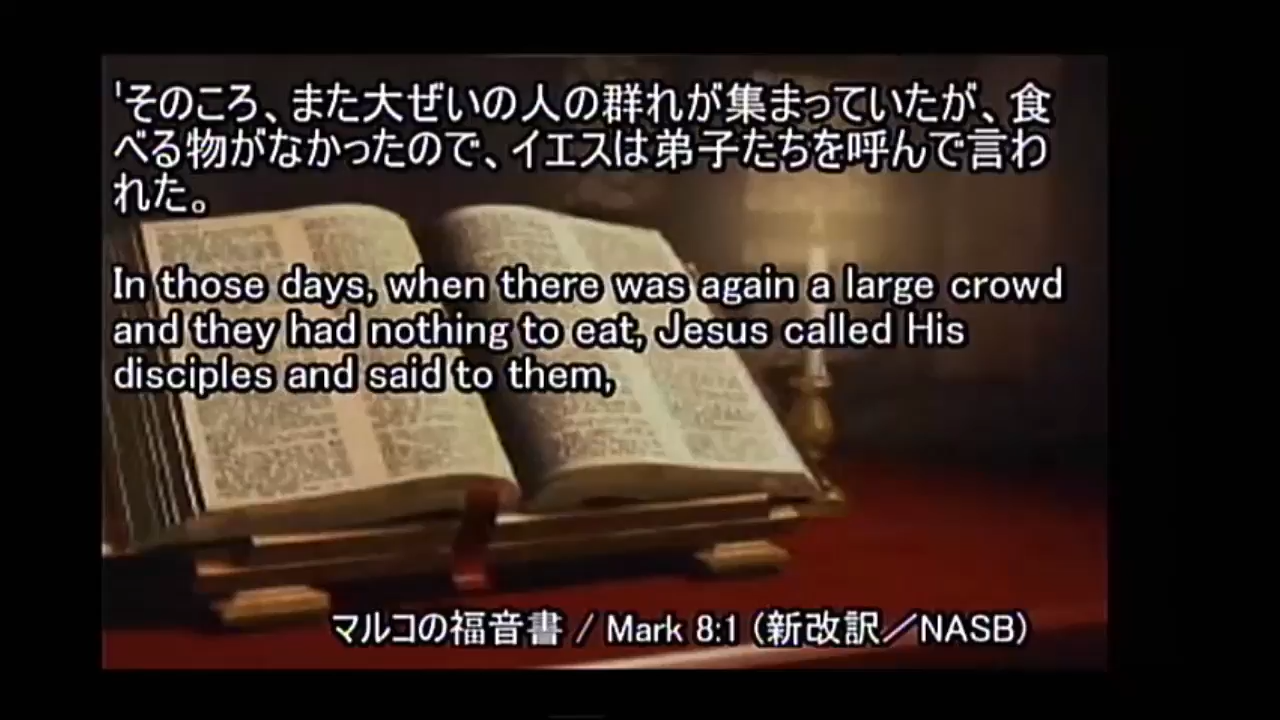 'そのころ、また大ぜいの人の群れが集まっていたが、食
べる物がなかったので、イエスは弟子たちを呼んで言わ
れた。
In those days, when there was again a large crowd
and they had nothing to eat, Jesus called His
disciples and said to them,
マルコの福音書 / Mark 8:1 (新改訳／NASB)